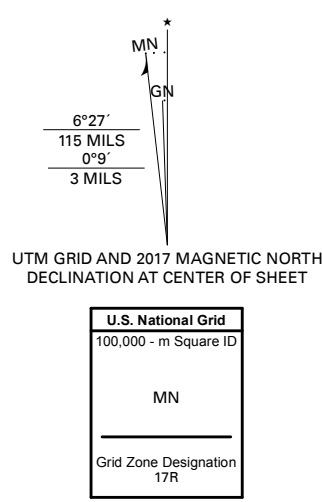 ★
MN
GN
6°27´
115 MILS
0°9´
3 MILS
UTM GRID AND 2017 MAGNETIC NORTH
DECLINATION AT CENTER OF SHEET
U.S. National Grid
100,000 - m Square ID
MN
Grid Zone Designation
17R